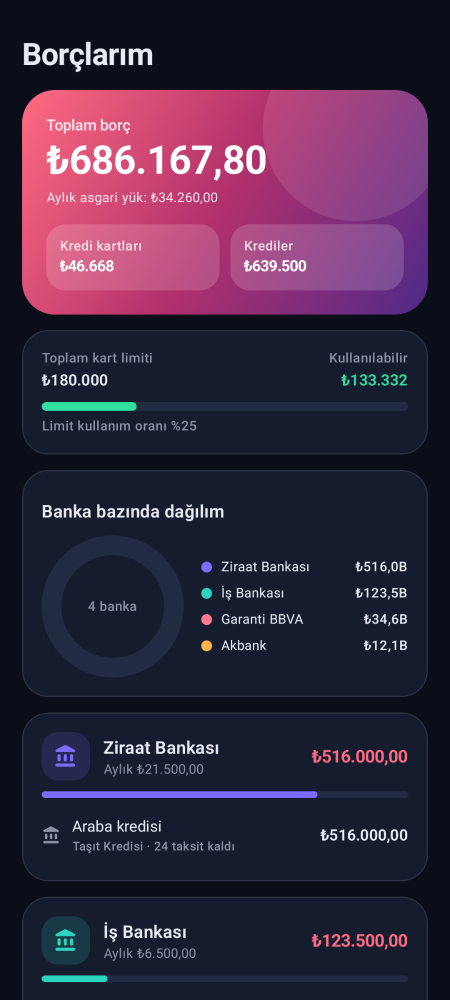 Borçlarım
Toplam borç
₺686.167,80
Aylık asgari yük: ₺34.260,00
Kredi kartları
₺46.668
Krediler
₺639.500
Toplam kart limiti
Kullanılabilir
₺180.000
₺133.332
Limit kullanım oranı %25
Banka bazında dağılım
4 banka
Ziraat Bankası ₺516,0B
İş Bankası ₺123,5B
Garanti BBVA ₺34,6B
Akbank ₺12,1B
Ziraat Bankası
Aylık ₺21.500,00
₺516.000,00
Araba kredisi
Taşıt Kredisi · 24 taksit kaldı
₺516.000,00
İş Bankası
Aylık ₺6.500,00
₺123.500,00